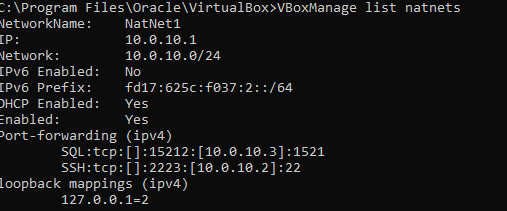 C:\Program Files\Oracle\VirtualBox>VBoxManage list natnets
NetworkName:    NatNet1
IP:             10.0.10.1
Network:        10.0.10.0/24
IPv6 Enabled:   No
IPv6 Prefix:    fd17:625c:f037:2::/64
DHCP Enabled:   Yes
Enabled:        Yes
Port-forwarding (ipv4)
        SQL:tcp:[]:15212:[10.0.10.3]:1521
        SSH:tcp:[]:2223:[10.0.10.2]:22
loopback mappings (ipv4)
        127.0.0.1=2